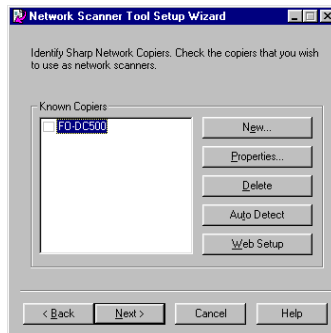 Network Scanner Tool Setup Wizard
Identify Sharp Network Copiers. Check the copiers that you wish
to use as network scanners.
Known Copiers
FO-DC500
New...
Properties...
Delete
Auto Detect
Web Setup
< Back
Next >
Cancel
Help